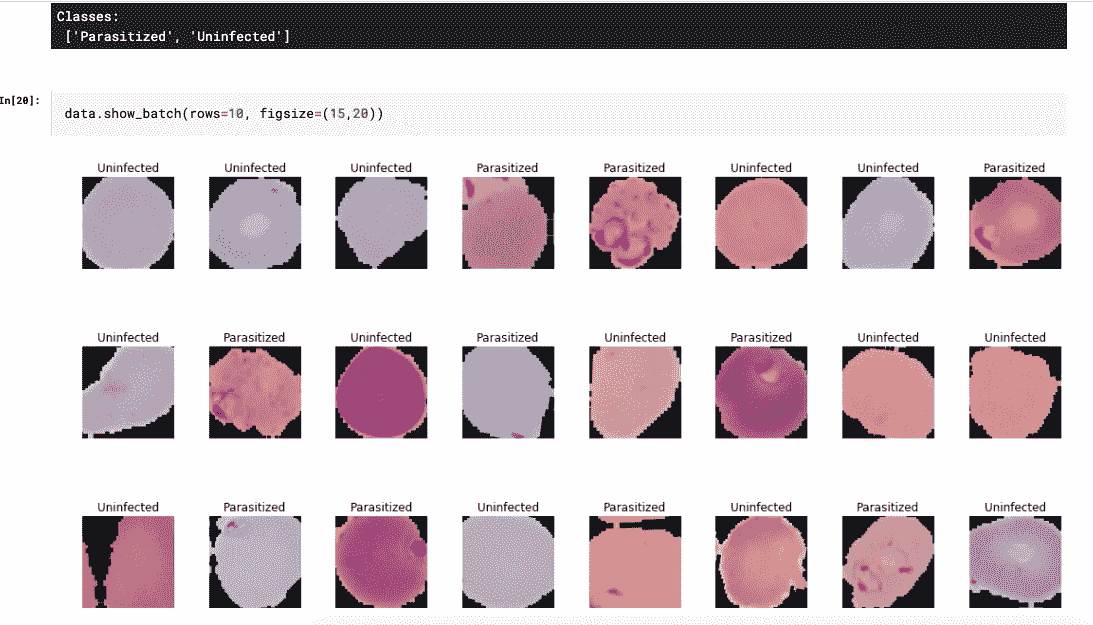 Classes:
['Parasitized', 'Uninfected']
In[20]:
data.show_batch(rows=10, figsize=(15,20))
Uninfected Uninfected Uninfected Parasitized Parasitized Uninfected Uninfected Parasitized
Uninfected Parasitized Uninfected Parasitized Uninfected Parasitized Uninfected Uninfected
Uninfected Parasitized Parasitized Uninfected Parasitized Uninfected Parasitized Uninfected